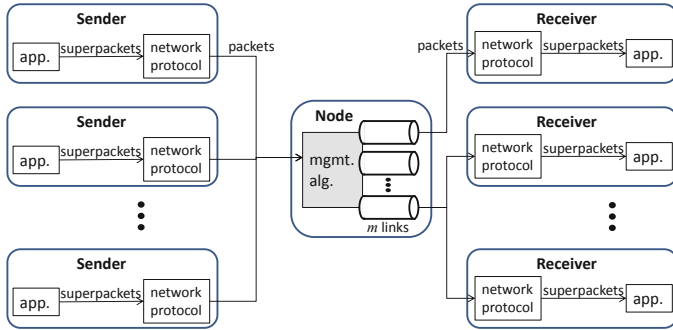 Sender
app.
superpackets
network
protocol
packets
Sender
app.
superpackets
network
protocol
Sender
app.
superpackets
network
protocol
Node
mgmt.
alg.
m links
Receiver
packets
network
protocol
superpackets
app.
Receiver
network
protocol
superpackets
app.
Receiver
network
protocol
superpackets
app.